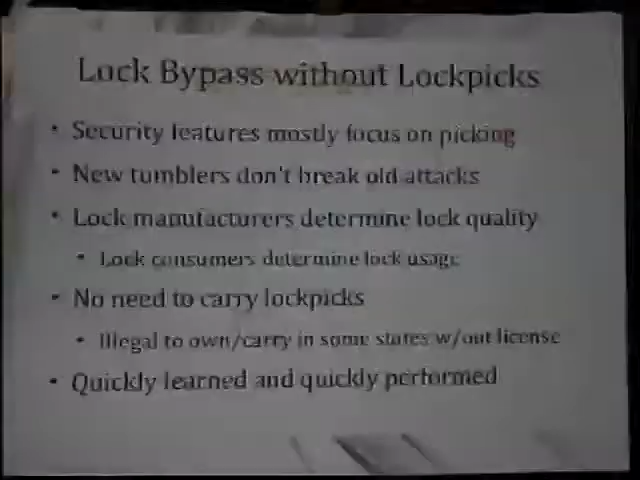 Lock Bypass without Lockpicks
• Security features mostly focus on picking
• New tumblers don't break old attacks
• Lock manufacturers determine lock quality
• Lock consumers determine lock usage
• No need to carry lockpicks
• Illegal to own/carry in some states w/out license
• Quickly learned and quickly performed